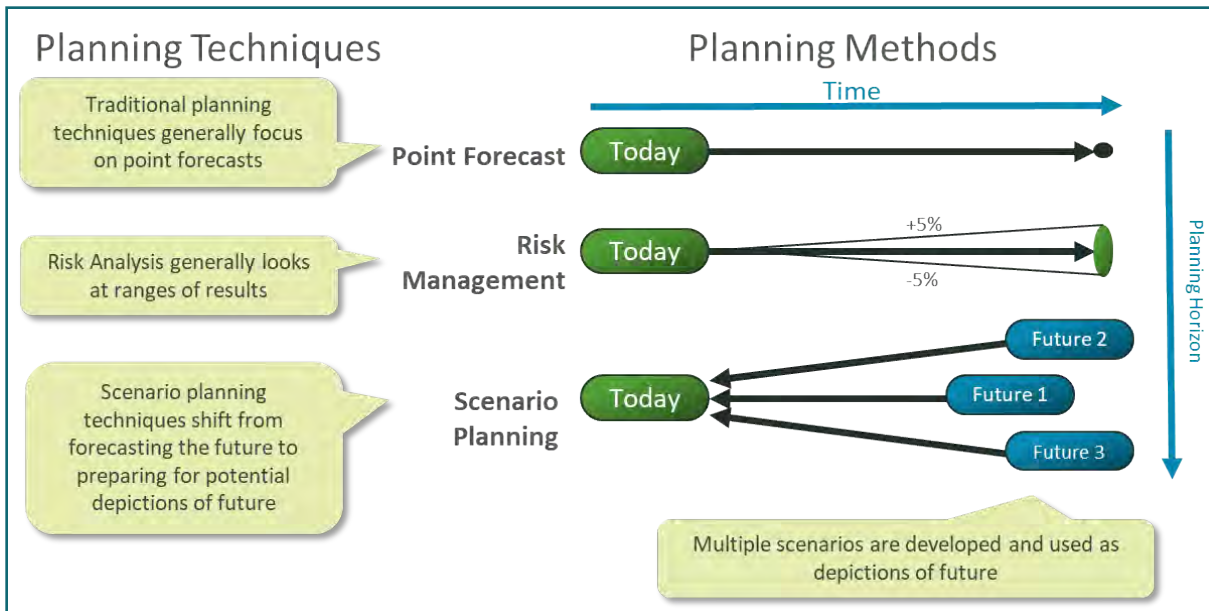 Planning Techniques
Planning Methods
Traditional planning
techniques generally focus
on point forecasts
Time
Point Forecast
Today
Risk Analysis generally looks
at ranges of results
Risk
Management
Today
+5%
-5%
Planning Horizon
Scenario planning
techniques shift from
forecasting the future to
preparing for potential
depictions of future
Scenario
Planning
Today
Future 2
Future 1
Future 3
Multiple scenarios are developed and used as
depictions of future